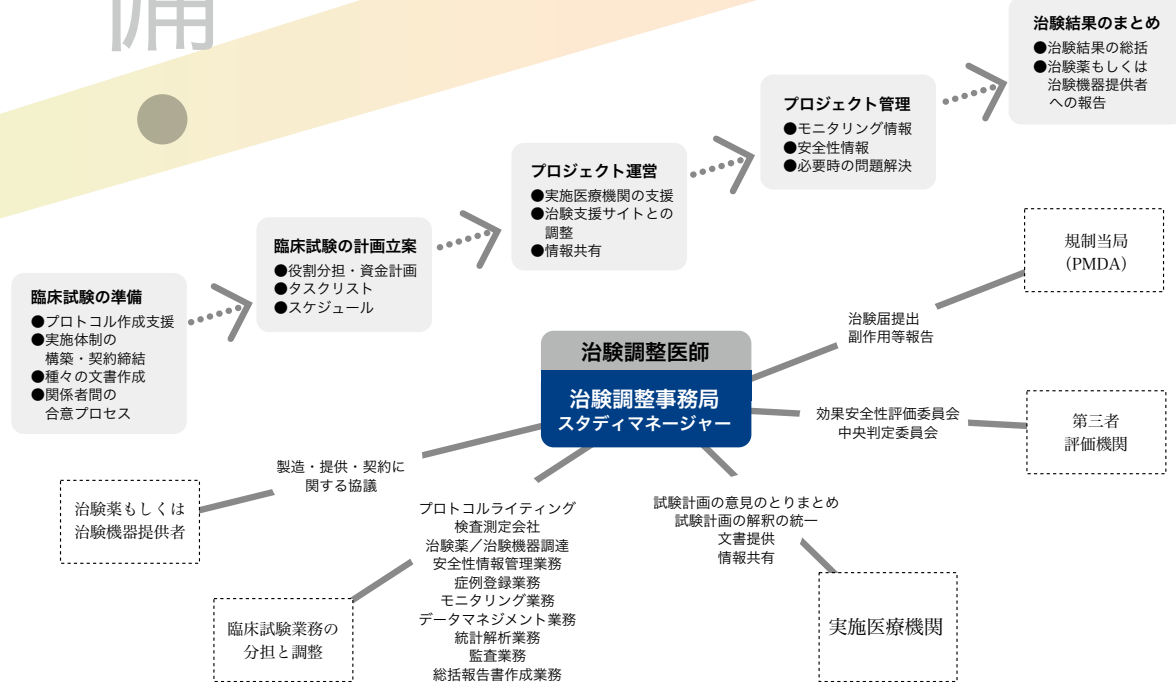 治験結果のまとめ
●治験結果の総括
●治験薬もしくは
治験機器提供者
への報告
プロジェクト管理
●モニタリング情報
●安全性情報
●必要時の問題解決
プロジェクト運営
●実施医療機関の支援
●治験支援サイトとの
調整
●情報共有
臨床試験の計画立案
●役割分担・資金計画
●タスクリスト
●スケジュール
臨床試験の準備
●プロトコル作成支援
●実施体制の
構築・契約締結
●種々の文書作成
●関係者間の
合意プロセス
規制当局
(PMDA)
治験届提出
副作用等報告
治験調整医師
治験調整事務局
スタディマネージャー
効果安全性評価委員会
中央判定委員会
第三者
評価機関
製造・提供・契約に
関する協議
治験薬もしくは
治験機器提供者
プロトコルライティング
検査測定会社
治験薬／治験機器調達
安全性情報管理業務
症例登録業務
モニタリング業務
データマネジメント業務
統計解析業務
監査業務
総括報告書作成業務
臨床試験業務の
分担と調整
試験計画の意見のとりまとめ
試験計画の解釈の統一
文書提供
情報共有
実施医療機関